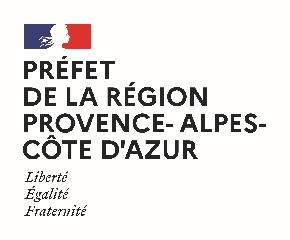 PRÉFET
DE LA RÉGION
PROVENCE- ALPES-
CÔTE D'AZUR
Liberté
Égalité
Fraternité